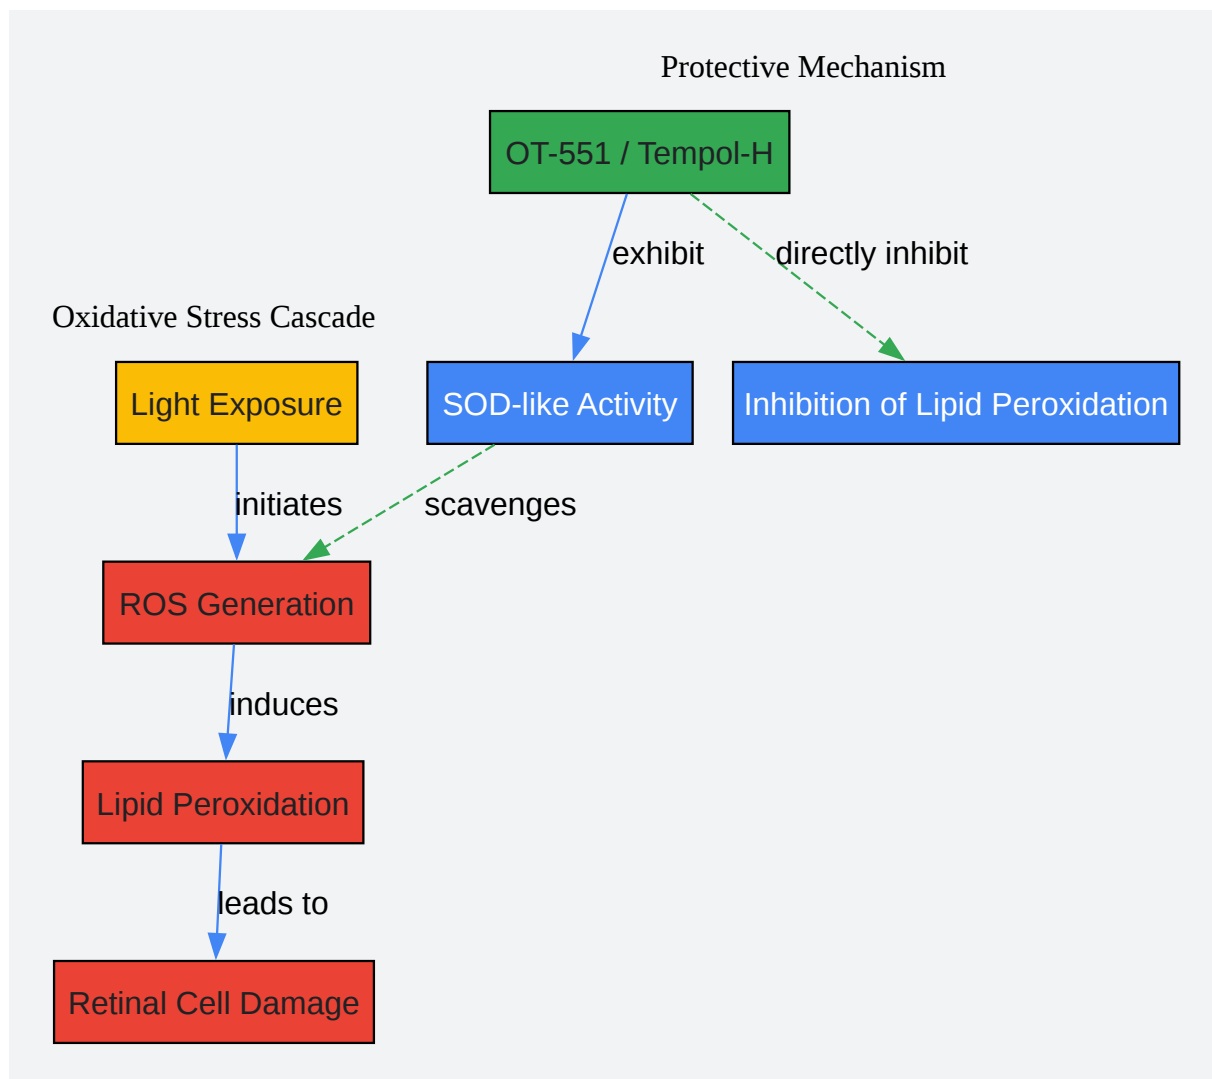 Protective Mechanism
OT-551 / Tempol-H
exhibit
directly inhibit
Oxidative Stress Cascade
Light Exposure
SOD-like Activity
Inhibition of Lipid Peroxidation
initiates
scavenges
ROS Generation
induces
Lipid Peroxidation
leads to
Retinal Cell Damage